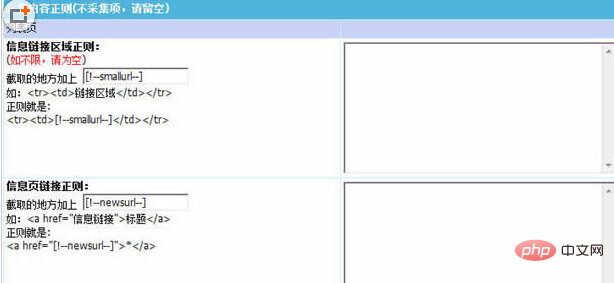 内容正则(不采集项，请留空)
列表页
信息链接区域正则：
(如不限，请为空)
截取的地方加上 [!--smallurl--]
如：<tr><td>链接区域</td></tr>
正则就是：
<tr><td>[!--smallurl--]</td></tr>
信息页链接正则：
截取的地方加上 [!--newsurl--]
如：<a href="信息链接">标题</a>
正则就是：
<a href="[!--newsurl--]">*</a>
php 中文网